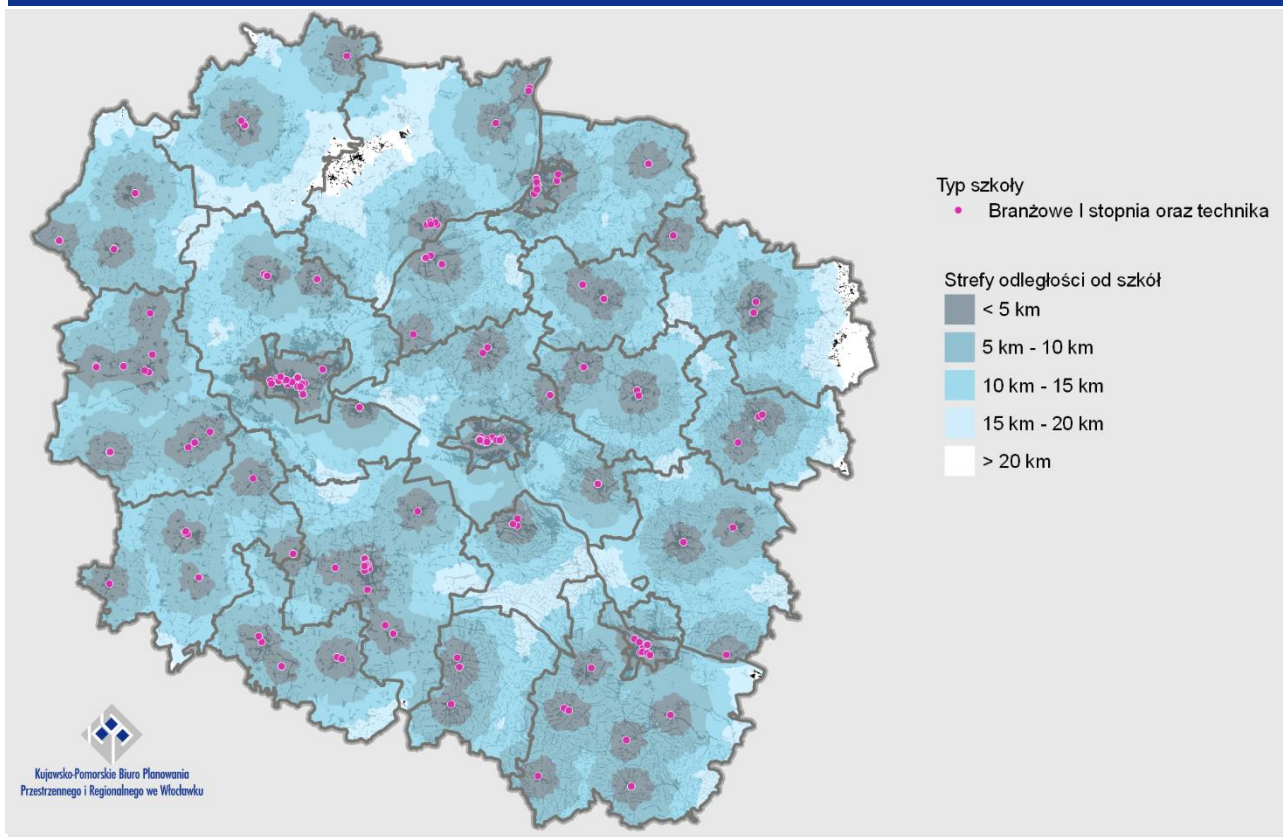 Typ szkoły
Branżowe I stopnia oraz technika
Strefy odległości od szkół
< 5 km
5 km - 10 km
10 km - 15 km
15 km - 20 km
> 20 km
Kujawsko-Pomorskie Biuro Planowania
Przestrzennego i Regionalnego we Włocławku